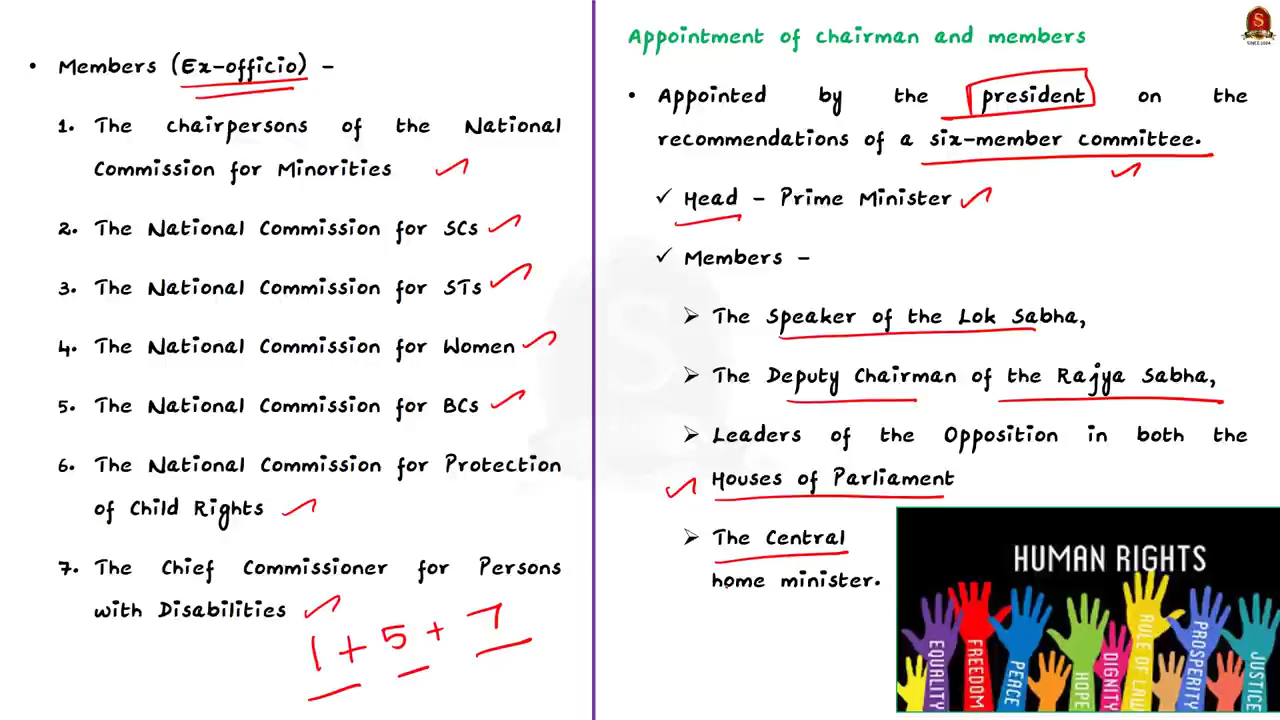 • Members (Ex-officio) -
1. The chairpersons of the National
Commission for Minorities
2. The National Commission for SCs
3. The National Commission for STs
4. The National Commission for Women
5. The National Commission for BCs
6. The National Commission for Protection
of Child Rights
7. The Chief Commissioner for Persons
with Disabilities
1 + 5 + 7
Appointment of chairman and members
• Appointed by the president on the
recommendations of a six-member committee.
✓ Head - Prime Minister
✓ Members -
➢ The Speaker of the Lok Sabha,
➢ The Deputy Chairman of the Rajya Sabha,
➢ Leaders of the Opposition in both the
Houses of Parliament
➢ The Central
home minister.
HUMAN RIGHTS
EQUALITY
FREEDOM
PEACE
HOPE
DIGNITY
RULE OF LAW
PROSPERITY
JUSTICE
S
SINCE 2004